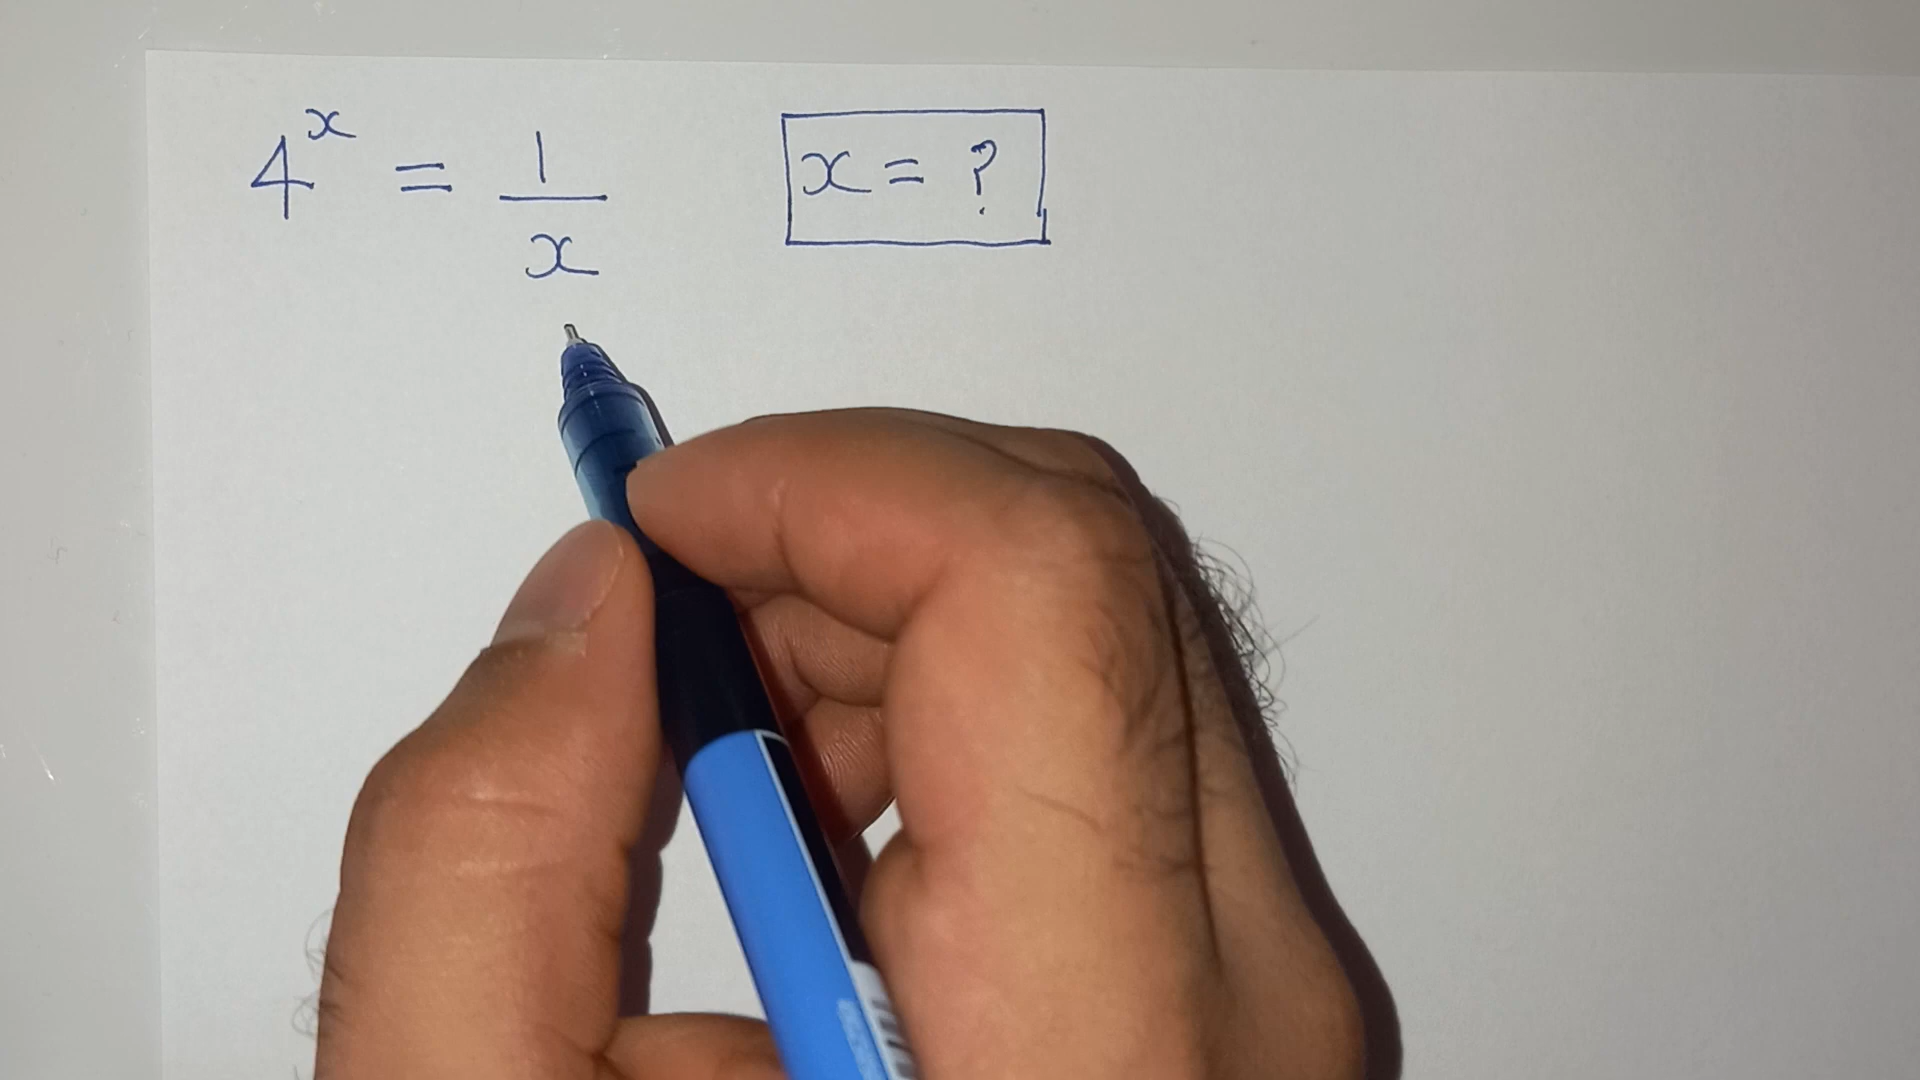 4^x = 1/x x = ?